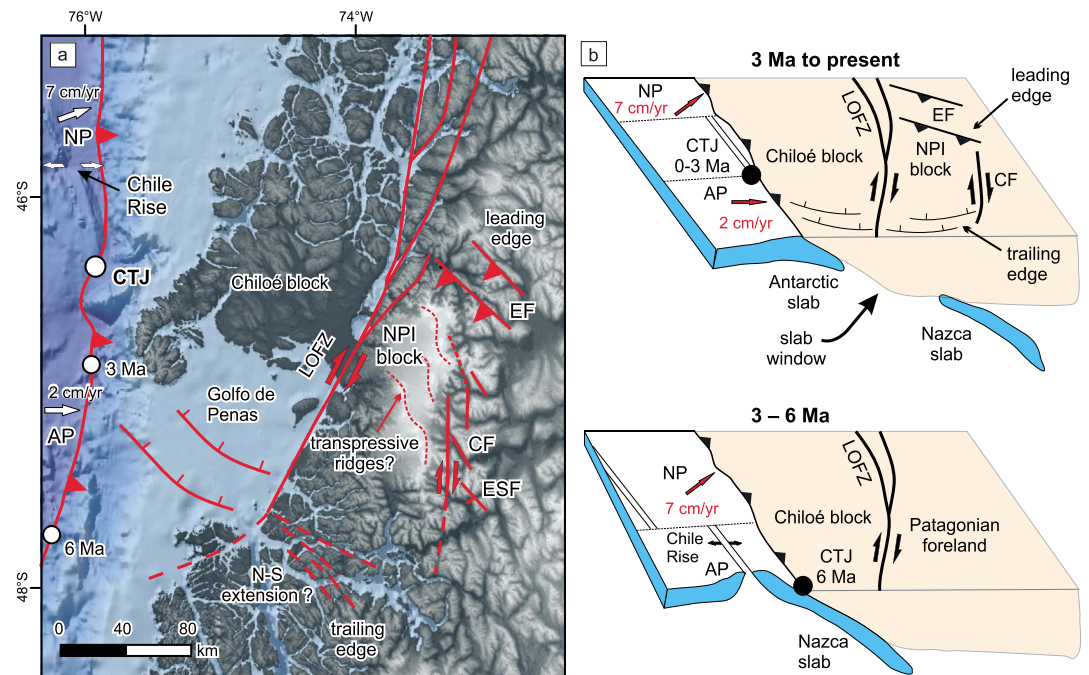 76°W
74°W
a
7 cm/yr
NP
Chile
Rise
46°S
CTJ
Chiloé block
leading
edge
EF
NPI
block
LOFZ
3 Ma
2 cm/yr
AP
Golfo de
Penas
transpressive
ridges?
CF
ESF
6 Ma
48°S
N-S
extension ?
trailing
edge
0 40 80
km
b
3 Ma to present
NP
7 cm/yr
CTJ
0-3 Ma
AP
2 cm/yr
Chiloé block
LOFZ
EF
leading
edge
NPI
block
CF
trailing
edge
Antarctic
slab
slab
window
Nazca
slab
3 – 6 Ma
NP
7 cm/yr
Chile
Rise
AP
LOFZ
Chiloé block
Patagonian
foreland
CTJ
6 Ma
Nazca
slab